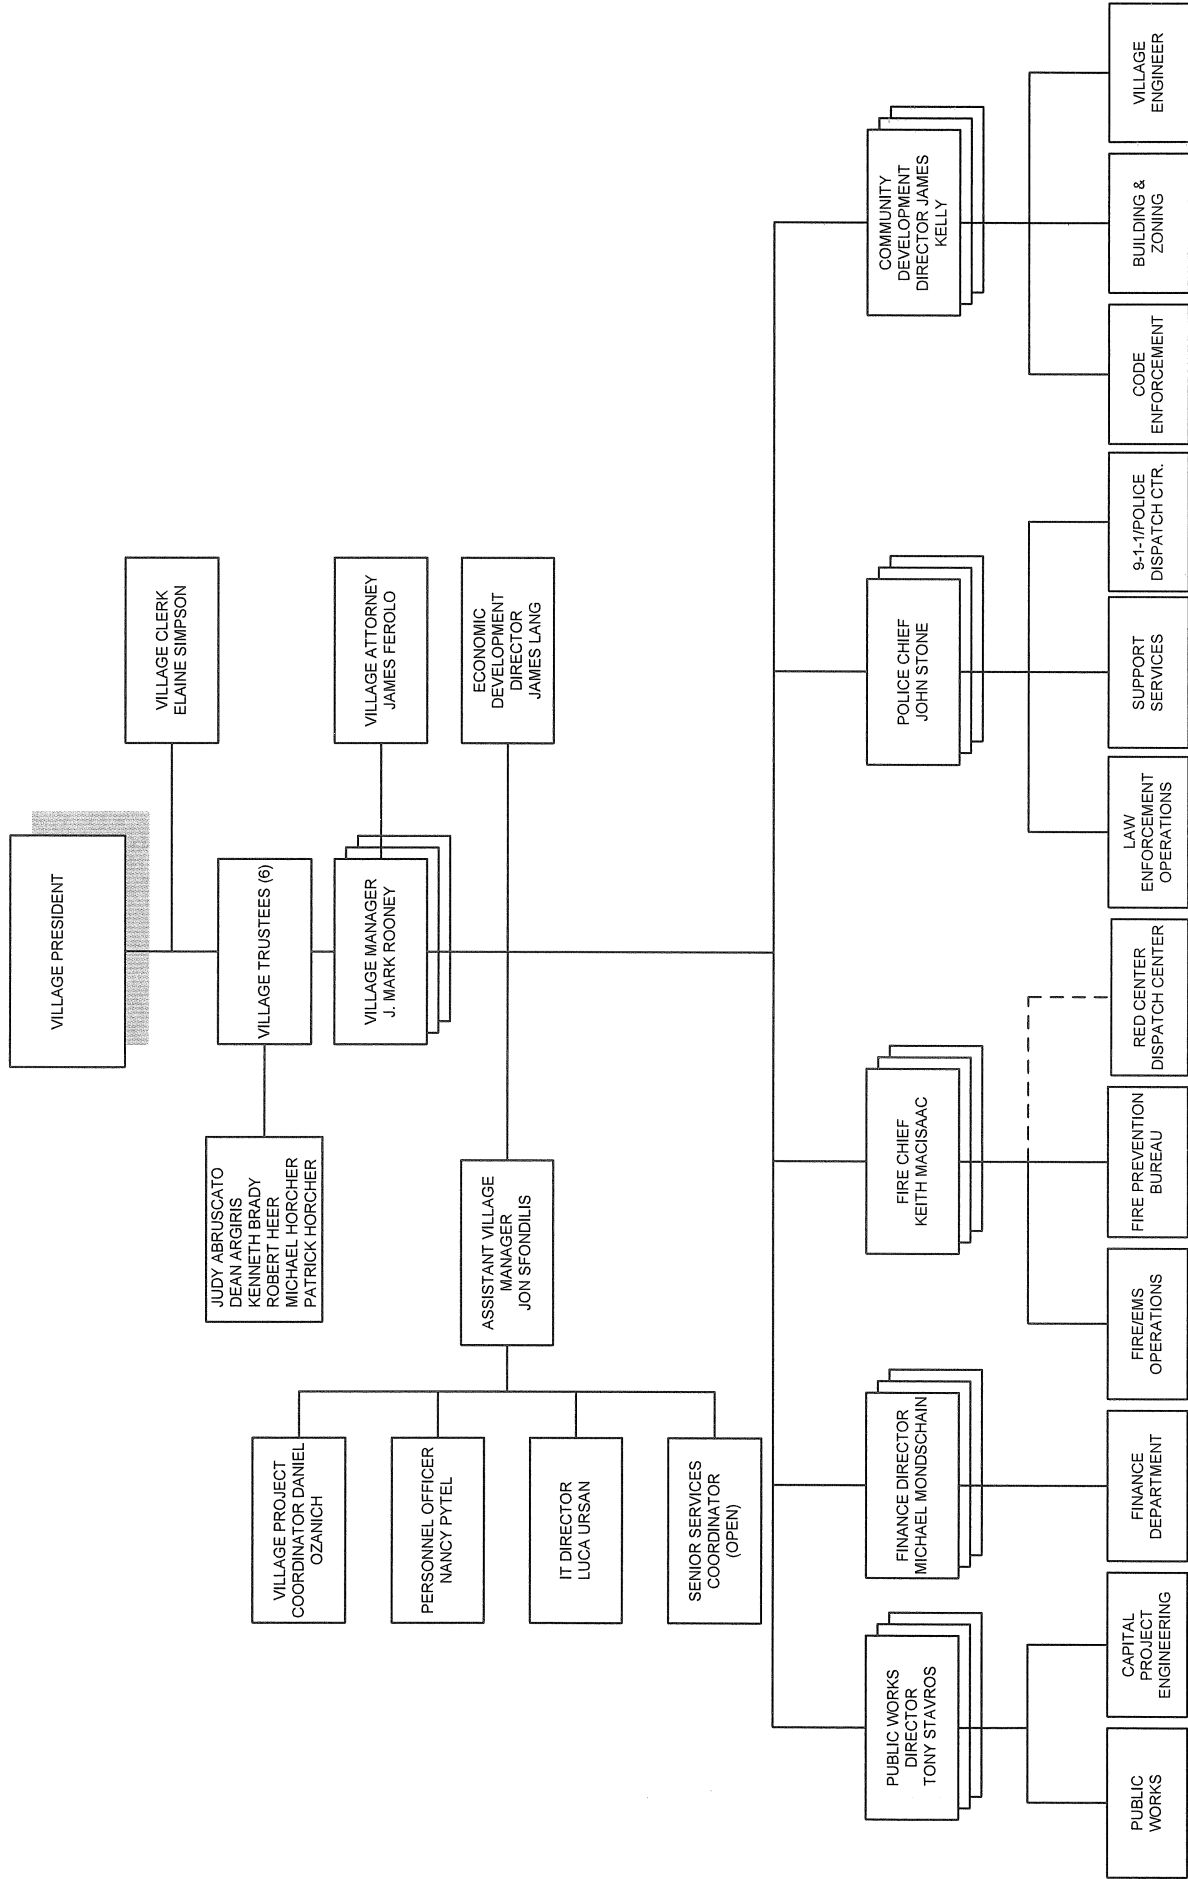 VILLAGE PRESIDENT
VILLAGE CLERK
ELAINE SIMPSON
VILLAGE TRUSTEES (6)
JUDY ABRUSCATO
DEAN ARGIRIS
KENNETH BRADY
ROBERT HEER
MICHAEL HORCHER
PATRICK HORCHER
VILLAGE MANAGER
J. MARK ROONEY
VILLAGE ATTORNEY
JAMES FEROLO
ASSISTANT VILLAGE
MANAGER
JON SFONDILIS
ECONOMIC
DEVELOPMENT
DIRECTOR
JAMES LANG
VILLAGE PROJECT
COORDINATOR DANIEL
OZANICH
PERSONNEL OFFICER
NANCY PYTEL
IT DIRECTOR
LUCA URSAN
SENIOR SERVICES
COORDINATOR
(OPEN)
PUBLIC WORKS
DIRECTOR
TONY STAVROS
FINANCE DIRECTOR
MICHAEL MONDSCHAIN
FIRE CHIEF
KEITH MACISAAC
POLICE CHIEF
JOHN STONE
COMMUNITY
DEVELOPMENT
DIRECTOR JAMES
KELLY
PUBLIC
WORKS
CAPITAL
PROJECT
ENGINEERING
FINANCE
DEPARTMENT
FIRE/EMS
OPERATIONS
FIRE PREVENTION
BUREAU
RED CENTER
DISPATCH CENTER
LAW
ENFORCEMENT
OPERATIONS
SUPPORT
SERVICES
9-1-1/POLICE
DISPATCH CTR.
CODE
ENFORCEMENT
BUILDING &
ZONING
VILLAGE
ENGINEER